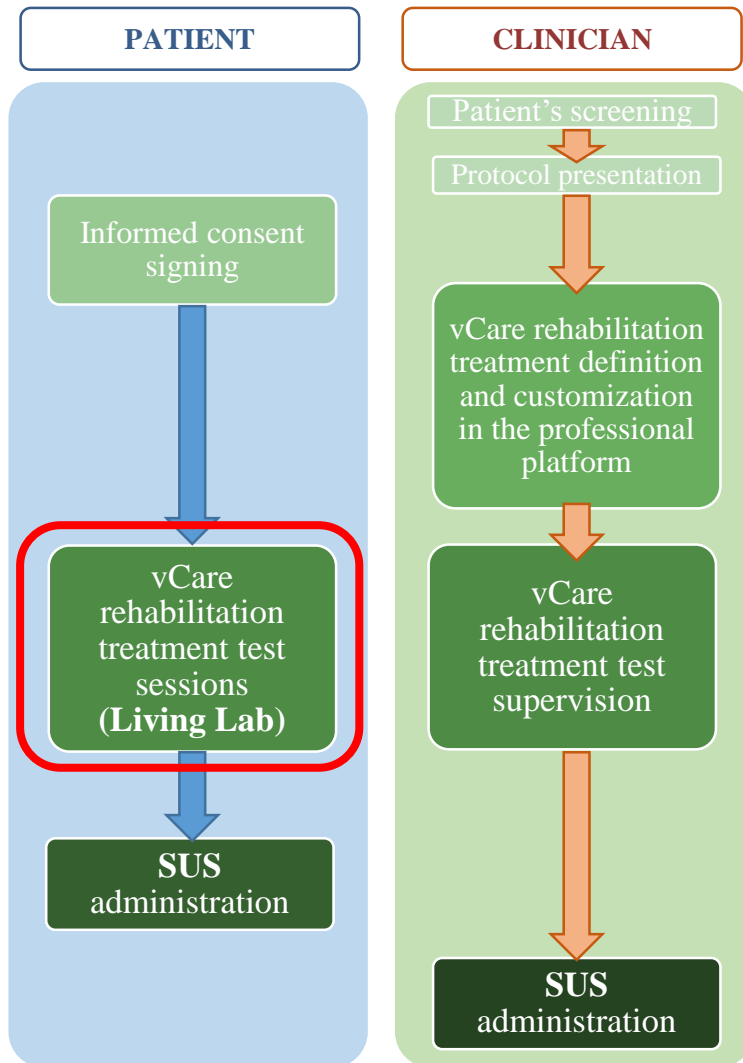 PATIENT
Informed consent
signing
vCare
rehabilitation
treatment test
sessions
(Living Lab)
SUS
administration
CLINICIAN
Patient's screening
Protocol presentation
vCare rehabilitation
treatment definition
and customization
in the professional
platform
vCare
rehabilitation
treatment test
supervision
SUS
administration